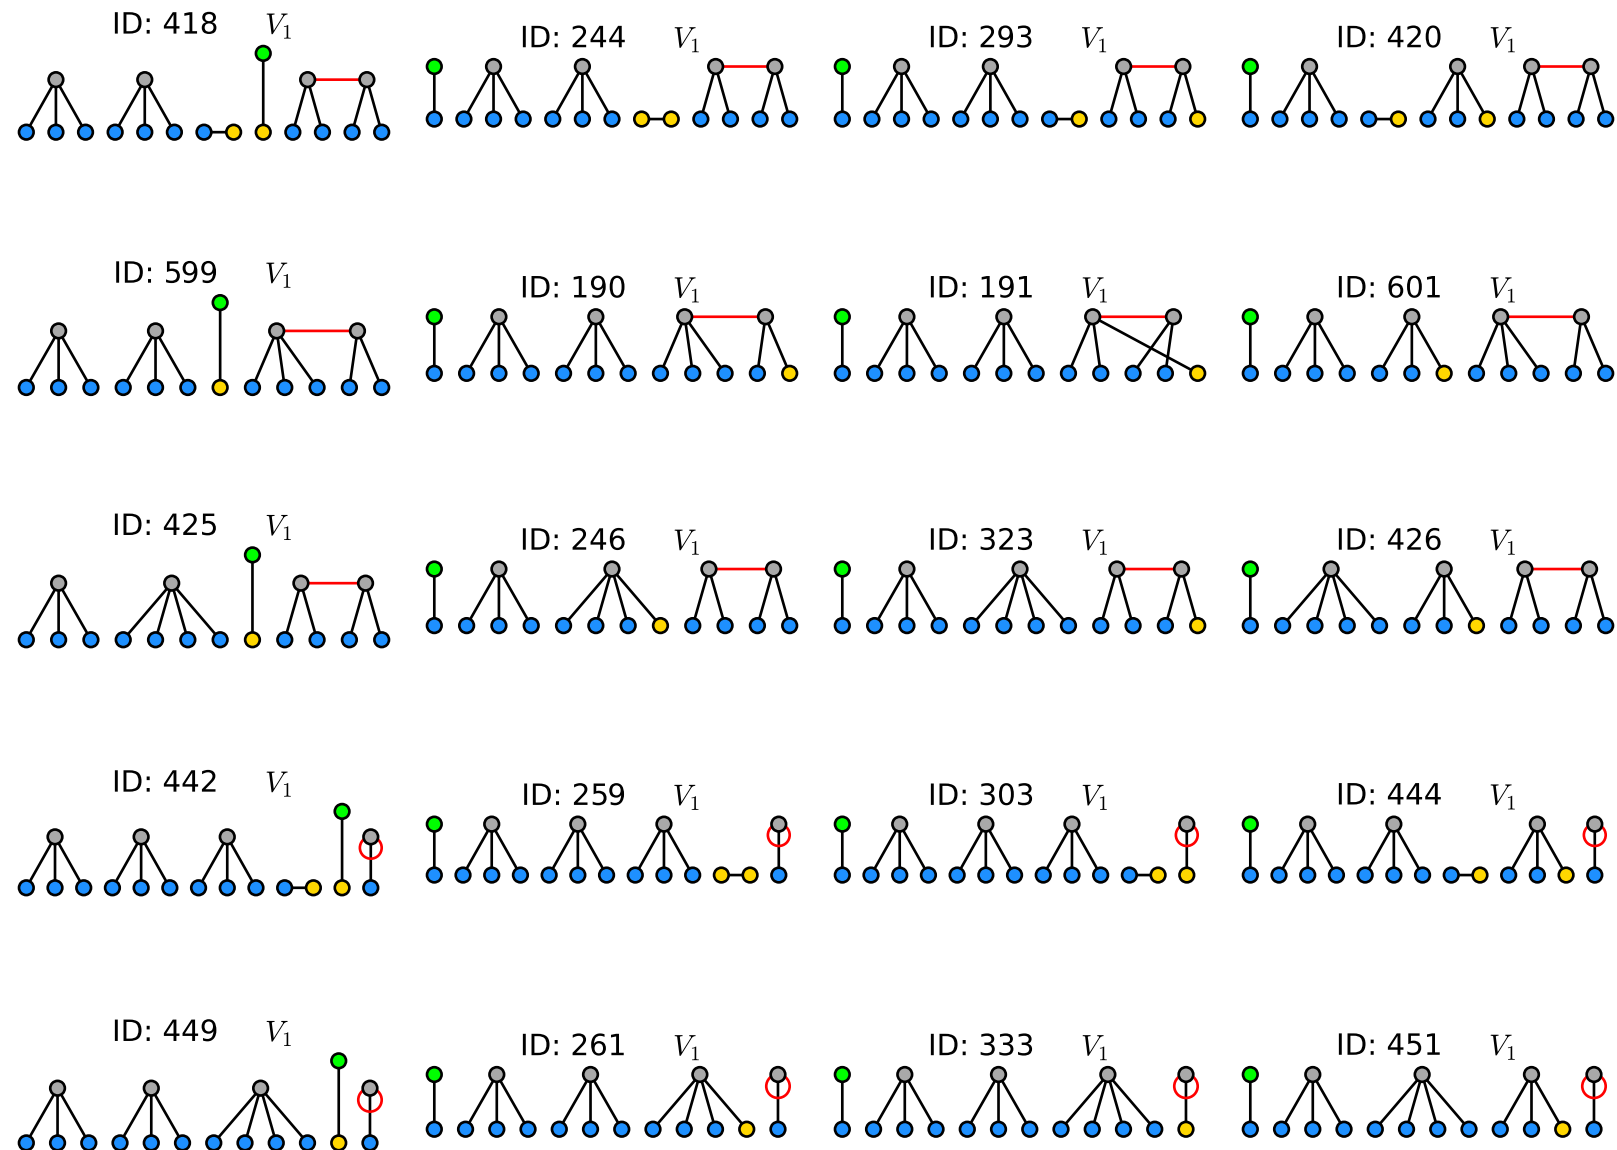 ID: 418 V₁
ID: 244 V₁
ID: 293 V₁
ID: 420 V₁
ID: 599 V₁
ID: 190 V₁
ID: 191 V₁
ID: 601 V₁
ID: 425 V₁
ID: 246 V₁
ID: 323 V₁
ID: 426 V₁
ID: 442 V₁
ID: 259 V₁
ID: 303 V₁
ID: 444 V₁
ID: 449 V₁
ID: 261 V₁
ID: 333 V₁
ID: 451 V₁